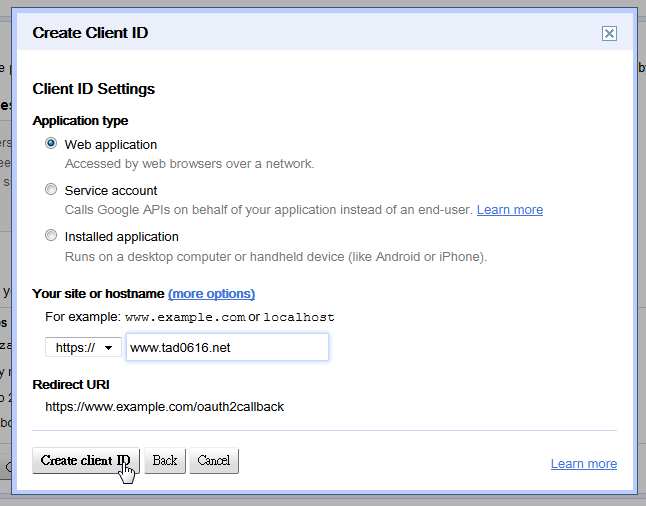 Create Client ID
Client ID Settings
Application type
Web application
Accessed by web browsers over a network.
Service account
Calls Google APIs on behalf of your application instead of an end-user. Learn more
Installed application
Runs on a desktop computer or handheld device (like Android or iPhone).
Your site or hostname (more options)
For example: www.example.com or localhost
https:// www.tad0616.net
Redirect URI
https://www.example.com/oauth2callback
Create client ID Back Cancel
Learn more